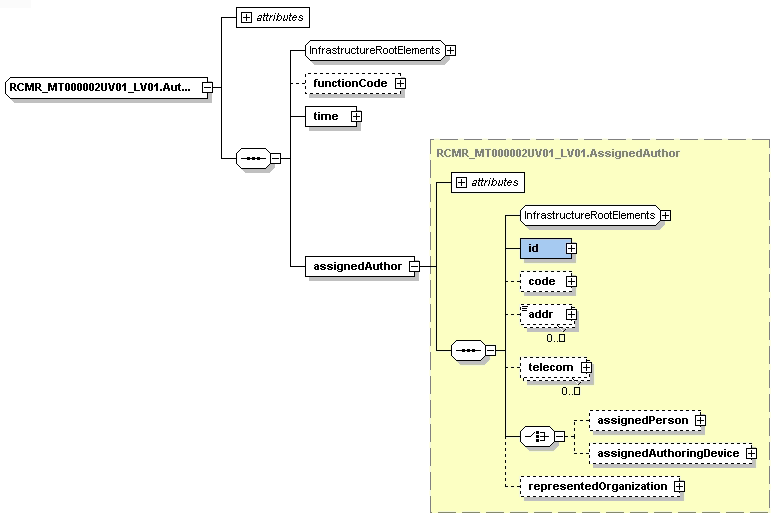 attributes
InfrastructureRootElements
RCMR_MT000002UV01_LV01.Aut...
functionCode
time
RCMR_MT000002UV01_LV01.AssignedAuthor
attributes
InfrastructureRootElements
id
assignedAuthor
code
addr
0..
telecom
0..
assignedPerson
assignedAuthoringDevice
representedOrganization